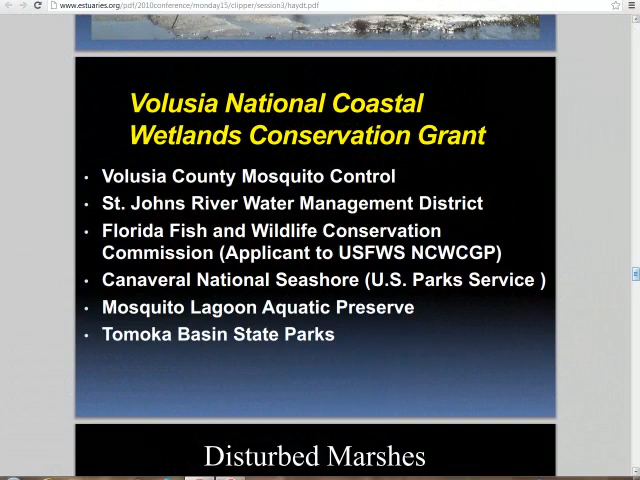 www.estuaries.org/pdf/2010conference/monday15/clipper/session3/haydt.pdf
Volusia National Coastal
Wetlands Conservation Grant
• Volusia County Mosquito Control
• St. Johns River Water Management District
• Florida Fish and Wildlife Conservation
Commission (Applicant to USFWS NCWCGP)
• Canaveral National Seashore (U.S. Parks Service )
• Mosquito Lagoon Aquatic Preserve
• Tomoka Basin State Parks
Disturbed Marshes